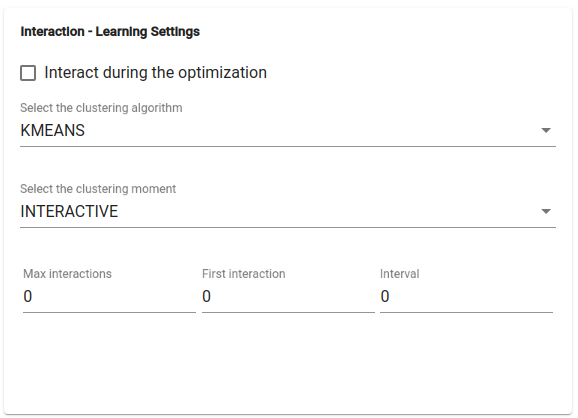 Interaction - Learning Settings
Interact during the optimization
Select the clustering algorithm
KMEANS
Select the clustering moment
INTERACTIVE
Max interactions First interaction Interval
0 0 0